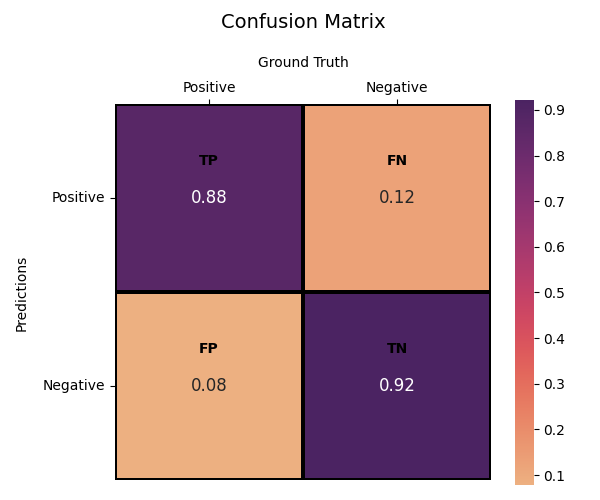 Confusion Matrix
Ground Truth
Positive Negative
Predictions
Positive
TP FN
0.88 0.12
Negative
FP TN
0.08 0.92
0.9
0.8
0.7
0.6
0.5
0.4
0.3
0.2
0.1